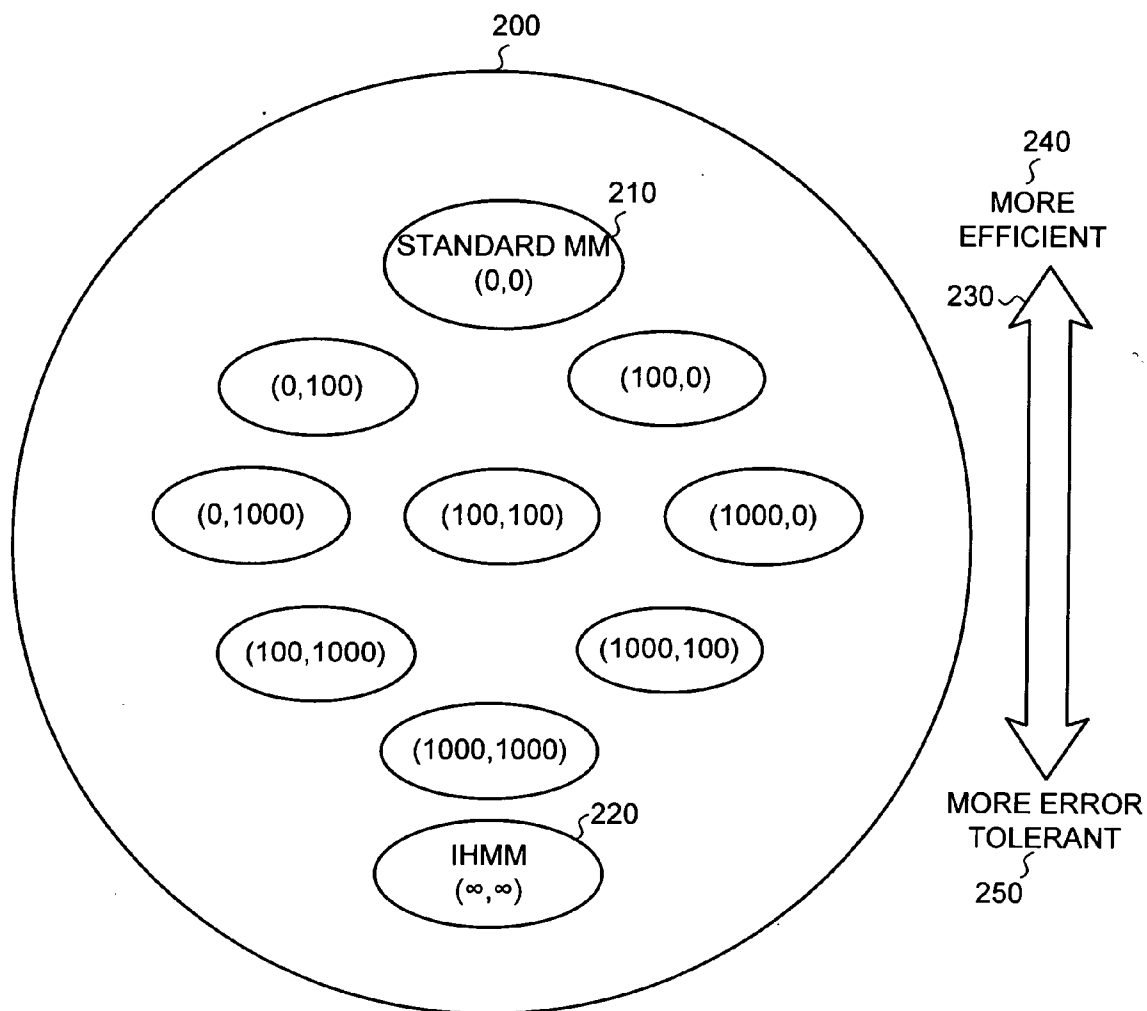 200
210
STANDARD MM
(0,0)
240
MORE
EFFICIENT
230
(0,100)
(100,0)
(0,1000)
(100,100)
(1000,0)
(100,1000)
(1000,100)
(1000,1000)
220
IHMM
(∞,∞)
MORE ERROR
TOLERANT
250